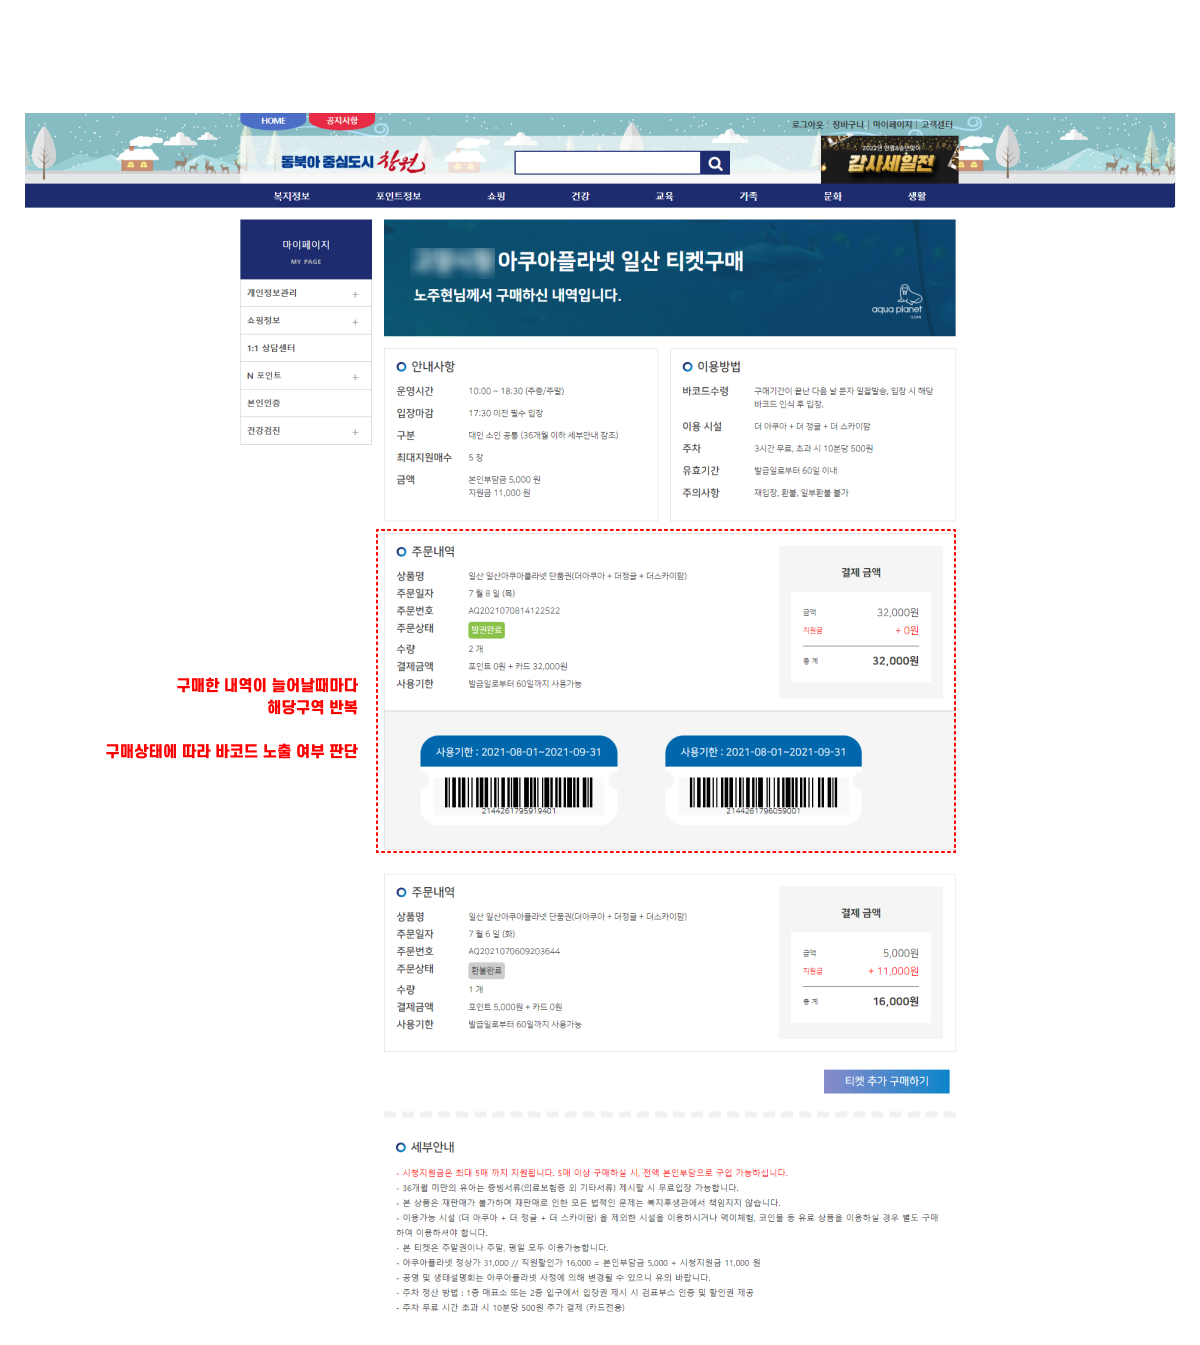 HOME 공지사항
로그아웃 | 장바구니 | 마이페이지 | 고객센터
동북아 중심도시 창원
2022년 연말&송년맞이
감사세일전
복지정보 포인트정보 쇼핑 건강 교육 가족 문화 생활
마이페이지
MY PAGE
개인정보관리 +
쇼핑정보 +
1:1 상담센터
N 포인트 +
본인인증
건강검진 +
아쿠아플라넷 일산 티켓구매
노주현님께서 구매하신 내역입니다.
aqua planet
ILSAN
안내사항
운영시간 10:00 ~ 18:30 (주중/주말)
입장마감 17:30 이전 필수 입장
구분 대인 소인 공통 (36개월 이하 세부안내 참조)
최대지원매수 5 장
금액 본인부담금 5,000 원
지원금 11,000 원
이용방법
바코드수령 구매기간이 끝난 다음 날 문자 일괄발송, 입장 시 해당
바코드 인식 후 입장,
이용 시설 더 아쿠아 + 더 정글 + 더 스카이팜
주차 3시간 무료, 초과 시 10분당 500원
유효기간 발급일로부터 60일 이내
주의사항 재입장, 환불, 일부환불 불가
주문내역
상품명 일산 일산아쿠아플라넷 단품권(더아쿠아 + 더정글 + 더스카이팜)
주문일자 7 월 8 일 (목)
주문번호 AQ2021070814122522
주문상태 발권완료
수량 2 개
결제금액 포인트 0원 + 카드 32,000원
사용기한 발급일로부터 60일까지 사용가능
결제 금액
금액 32,000원
지원금 + 0원
총 계 32,000원
구매한 내역이 늘어날때마다
해당구역 반복
구매상태에 따라 바코드 노출 여부 판단
사용기한 : 2021-08-01~2021-09-31
2144261795919401
사용기한 : 2021-08-01~2021-09-31
2144261796059001
주문내역
상품명 일산 일산아쿠아플라넷 단품권(더아쿠아 + 더정글 + 더스카이팜)
주문일자 7 월 6 일 (화)
주문번호 AQ2021070609203644
주문상태 환불완료
수량 1 개
결제금액 포인트 5,000원 + 카드 0원
사용기한 발급일로부터 60일까지 사용가능
결제 금액
금액 5,000원
지원금 + 11,000원
총 계 16,000원
티켓 추가 구매하기
세부안내
- 시청지원금은 최대 5매 까지 지원됩니다. 5매 이상 구매하실 시, 전액 본인부담으로 구입 가능하십니다.
- 36개월 미만의 유아는 증빙서류(의료보험증 외 기타서류) 제시할 시 무료입장 가능합니다.
- 본 상품은 재판매가 불가하며 재판매로 인한 모든 법적인 문제는 복지후생관에서 책임지지 않습니다.
- 이용가능 시설 (더 아쿠아 + 더 정글 + 더 스카이팜) 을 제외한 시설을 이용하시거나 먹이체험, 코인물 등 유료 상품을 이용하실 경우 별도 구매
하여 이용하셔야 합니다.
- 본 티켓은 주말권이나 주말, 평일 모두 이용가능합니다.
- 아쿠아플라넷 정상가 31,000 // 직원할인가 16,000 = 본인부담금 5,000 + 시청지원금 11,000 원
- 공영 및 생태설명회는 아쿠아플라넷 사정에 의해 변경될 수 있으니 유의 바랍니다.
- 주차 정산 방법 : 1층 매표소 또는 2층 입구에서 입장권 제시 시 검표부스 인증 및 할인권 제공
- 주차 무료 시간 초과 시 10분당 500원 추가 결제 (카드전용)